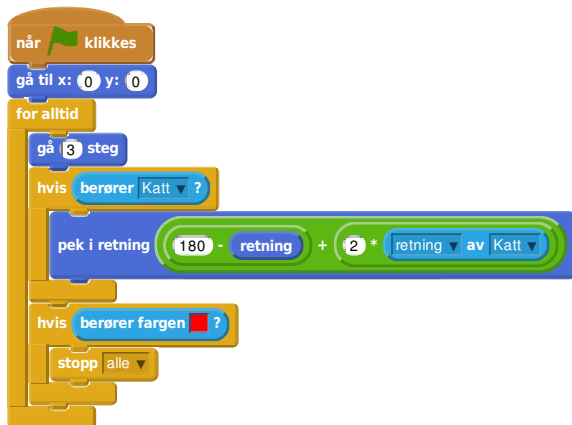 når klikkes
gå til x: 0 y: 0
for alltid
gå 3 steg
hvis berører Katt ?
pek i retning 180 - retning + 2 * retning av Katt
hvis berører fargen ?
stopp alle